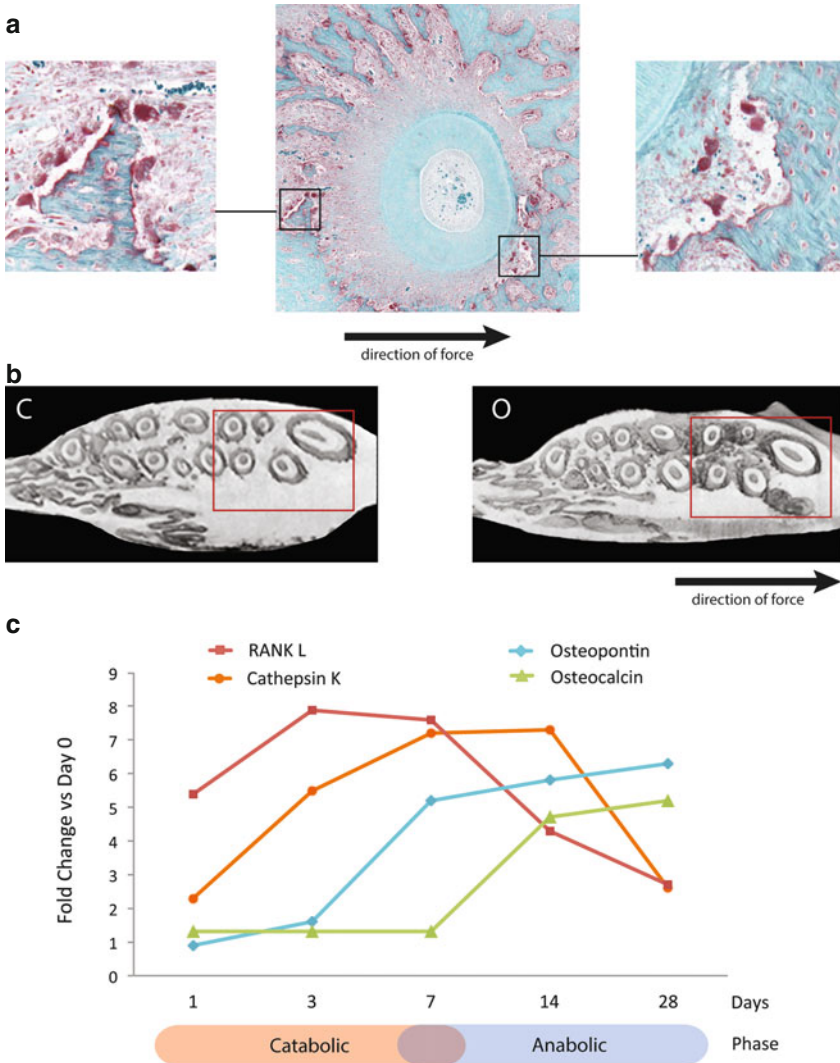 a
direction of force
b
C
O
direction of force
c
RANK L
Cathepsin K
Osteopontin
Osteocalcin
Fold Change vs Day 0
9
8
7
6
5
4
3
2
1
0
1 3 7 14 28 Days
Catabolic Anabolic Phase